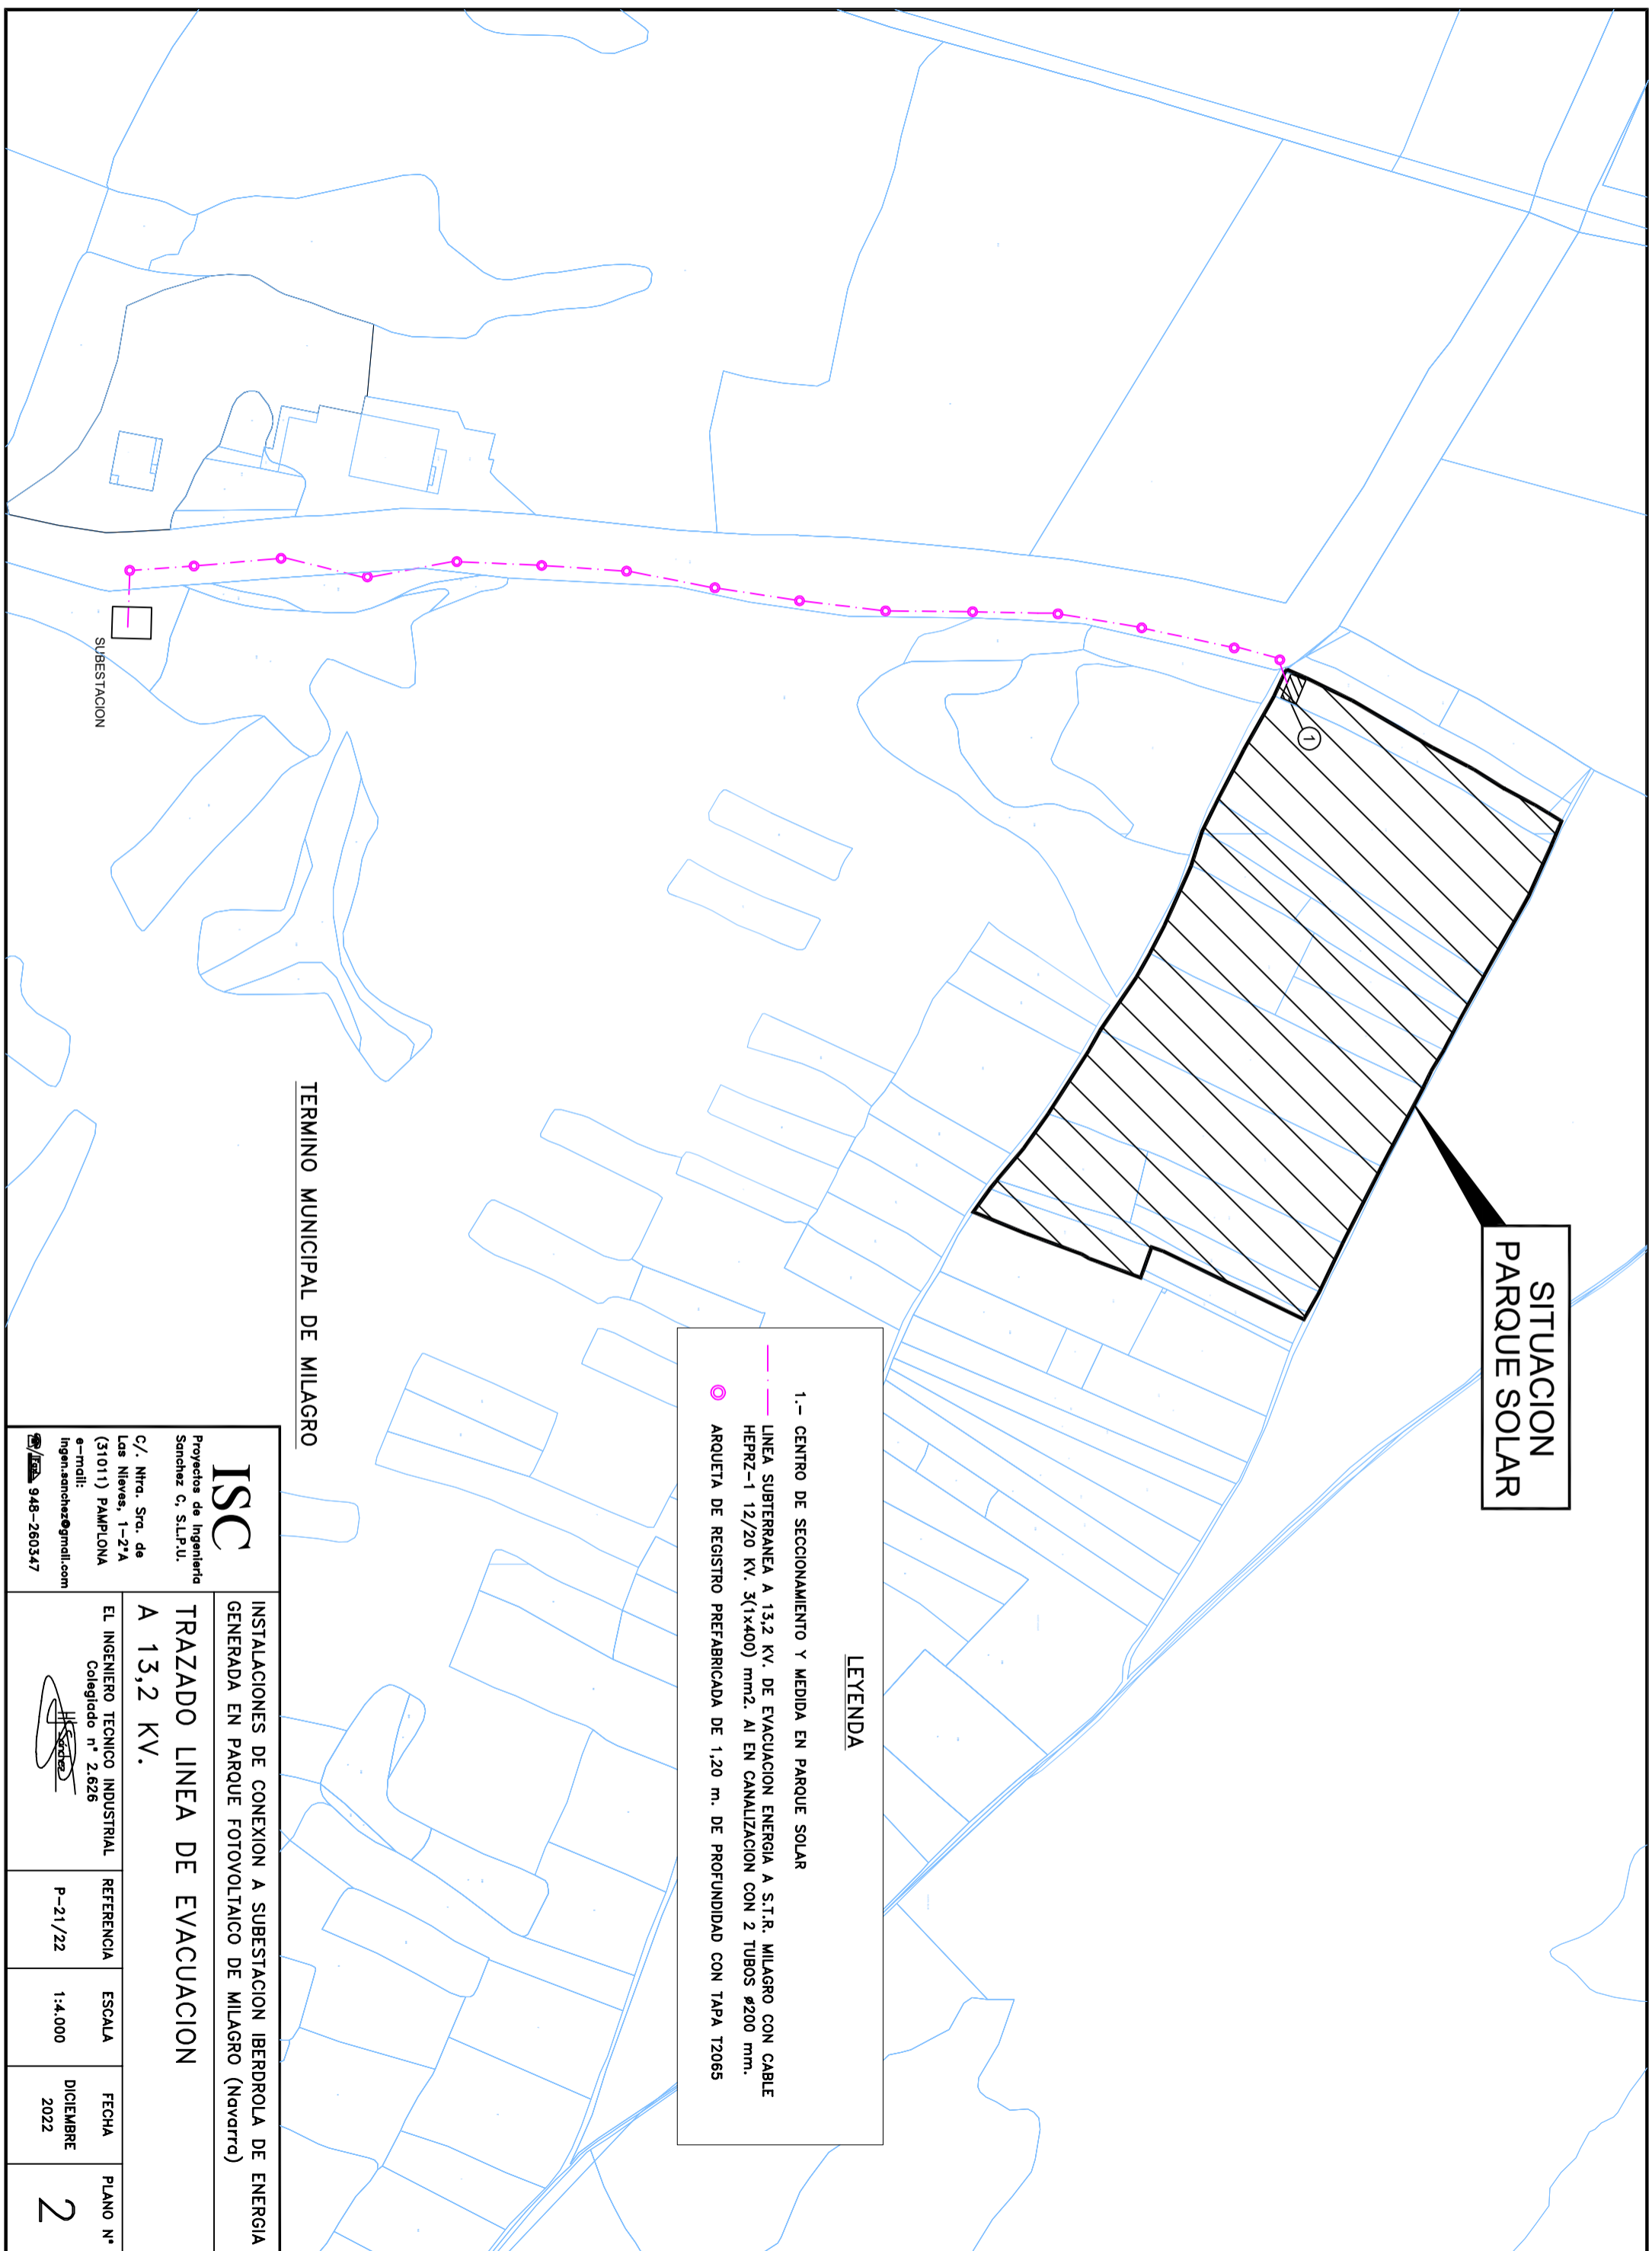 SITUACION
PARQUE SOLAR
1
SUBESTACION
TERMINO MUNICIPAL DE MILAGRO
LEYENDA
1.- CENTRO DE SECCIONAMIENTO Y MEDIDA EN PARQUE SOLAR
LINEA SUBTERRANEA A 13,2 KV. DE EVACUACION ENERGIA A S.T.R. MILAGRO CON CABLE
HEPRZ-1 12/20 KV. 3(1x400) mm2. Al EN CANALIZACION CON 2 TUBOS ø200 mm.
ARQUETA DE REGISTRO PREFABRICADA DE 1,20 m. DE PROFUNDIDAD CON TAPA T2065
ISC
Proyectos de Ingeniería
Sanchez C, S.L.P.U.
C/. Ntra. Sra. de
Las Nieves, 1-2ºA
(31011) PAMPLONA
e-mail:
ingen.sanchez@gmail.com
/Fax. 948-260347
INSTALACIONES DE CONEXION A SUBESTACION IBERDROLA DE ENERGIA
GENERADA EN PARQUE FOTOVOLTAICO DE MILAGRO (Navarra)
TRAZADO LINEA DE EVACUACION
A 13,2 KV.
EL INGENIERO TECNICO INDUSTRIAL
Colegiado nº 2.626
Sánchez
REFERENCIA
P-21/22
ESCALA
1:4.000
FECHA
DICIEMBRE
2022
PLANO Nº
2